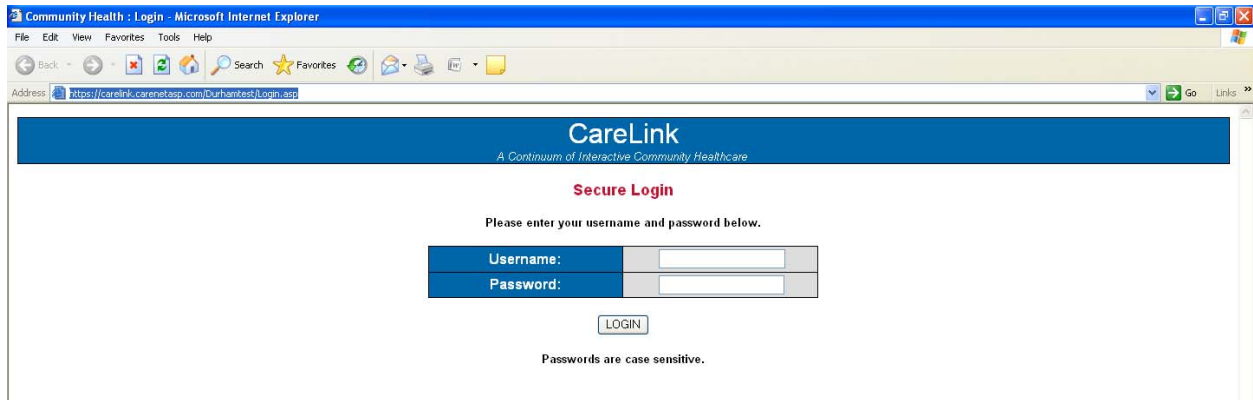 Community Health : Login - Microsoft Internet Explorer
File Edit View Favorites Tools Help
Back Search Favorites
Address https://carelink.carenetasp.com/Durhamtest/Login.asp Go Links »
CareLink
A Continuum of Interactive Community Healthcare
Secure Login
Please enter your username and password below.
Username:
Password:
LOGIN
Passwords are case sensitive.